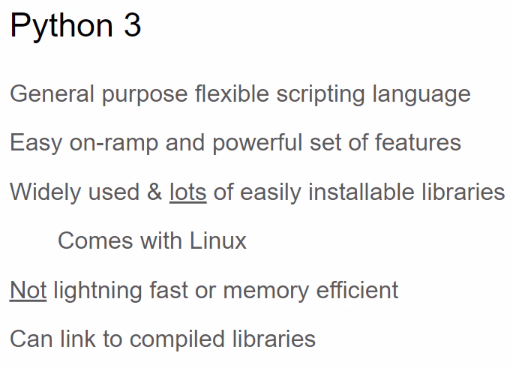 Python 3
General purpose flexible scripting language
Easy on-ramp and powerful set of features
Widely used & lots of easily installable libraries
Comes with Linux
Not lightning fast or memory efficient
Can link to compiled libraries